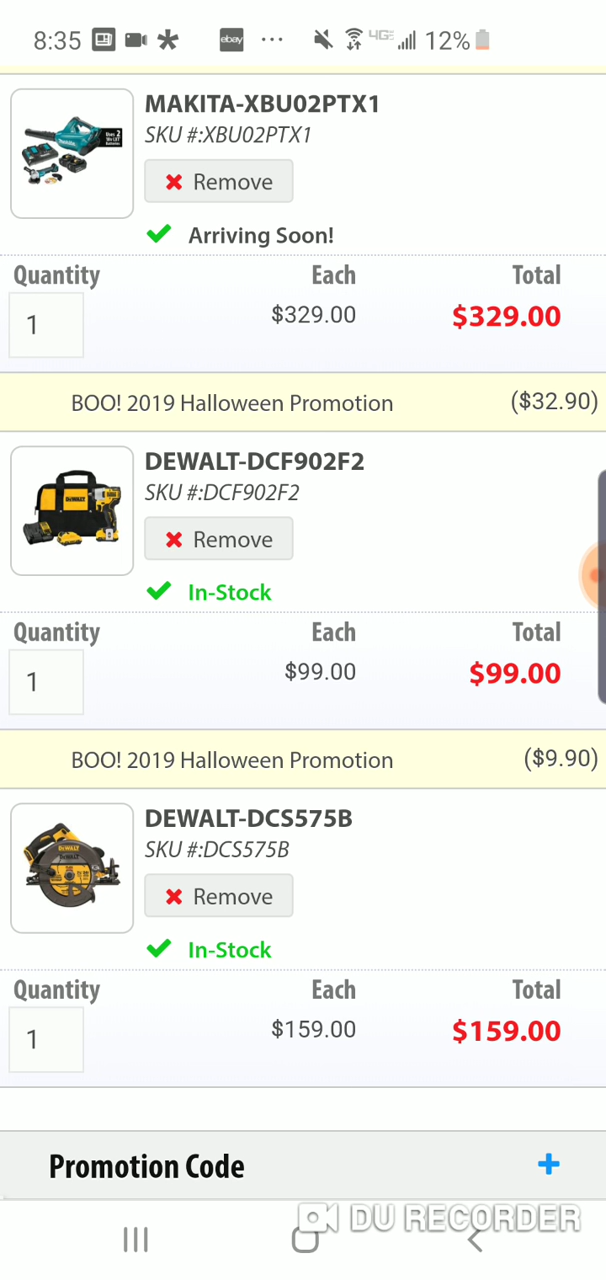 8:35 ebay ... 4GE 12%
MAKITA-XBU02PTX1
SKU #:XBU02PTX1
Remove
Arriving Soon!
Quantity Each Total
1 $329.00 $329.00
BOO! 2019 Halloween Promotion ($32.90)
DEWALT-DCF902F2
SKU #:DCF902F2
Remove
In-Stock
Quantity Each Total
1 $99.00 $99.00
BOO! 2019 Halloween Promotion ($9.90)
DEWALT-DCS575B
SKU #:DCS575B
Remove
In-Stock
Quantity Each Total
1 $159.00 $159.00
Promotion Code +
DU RECORDER